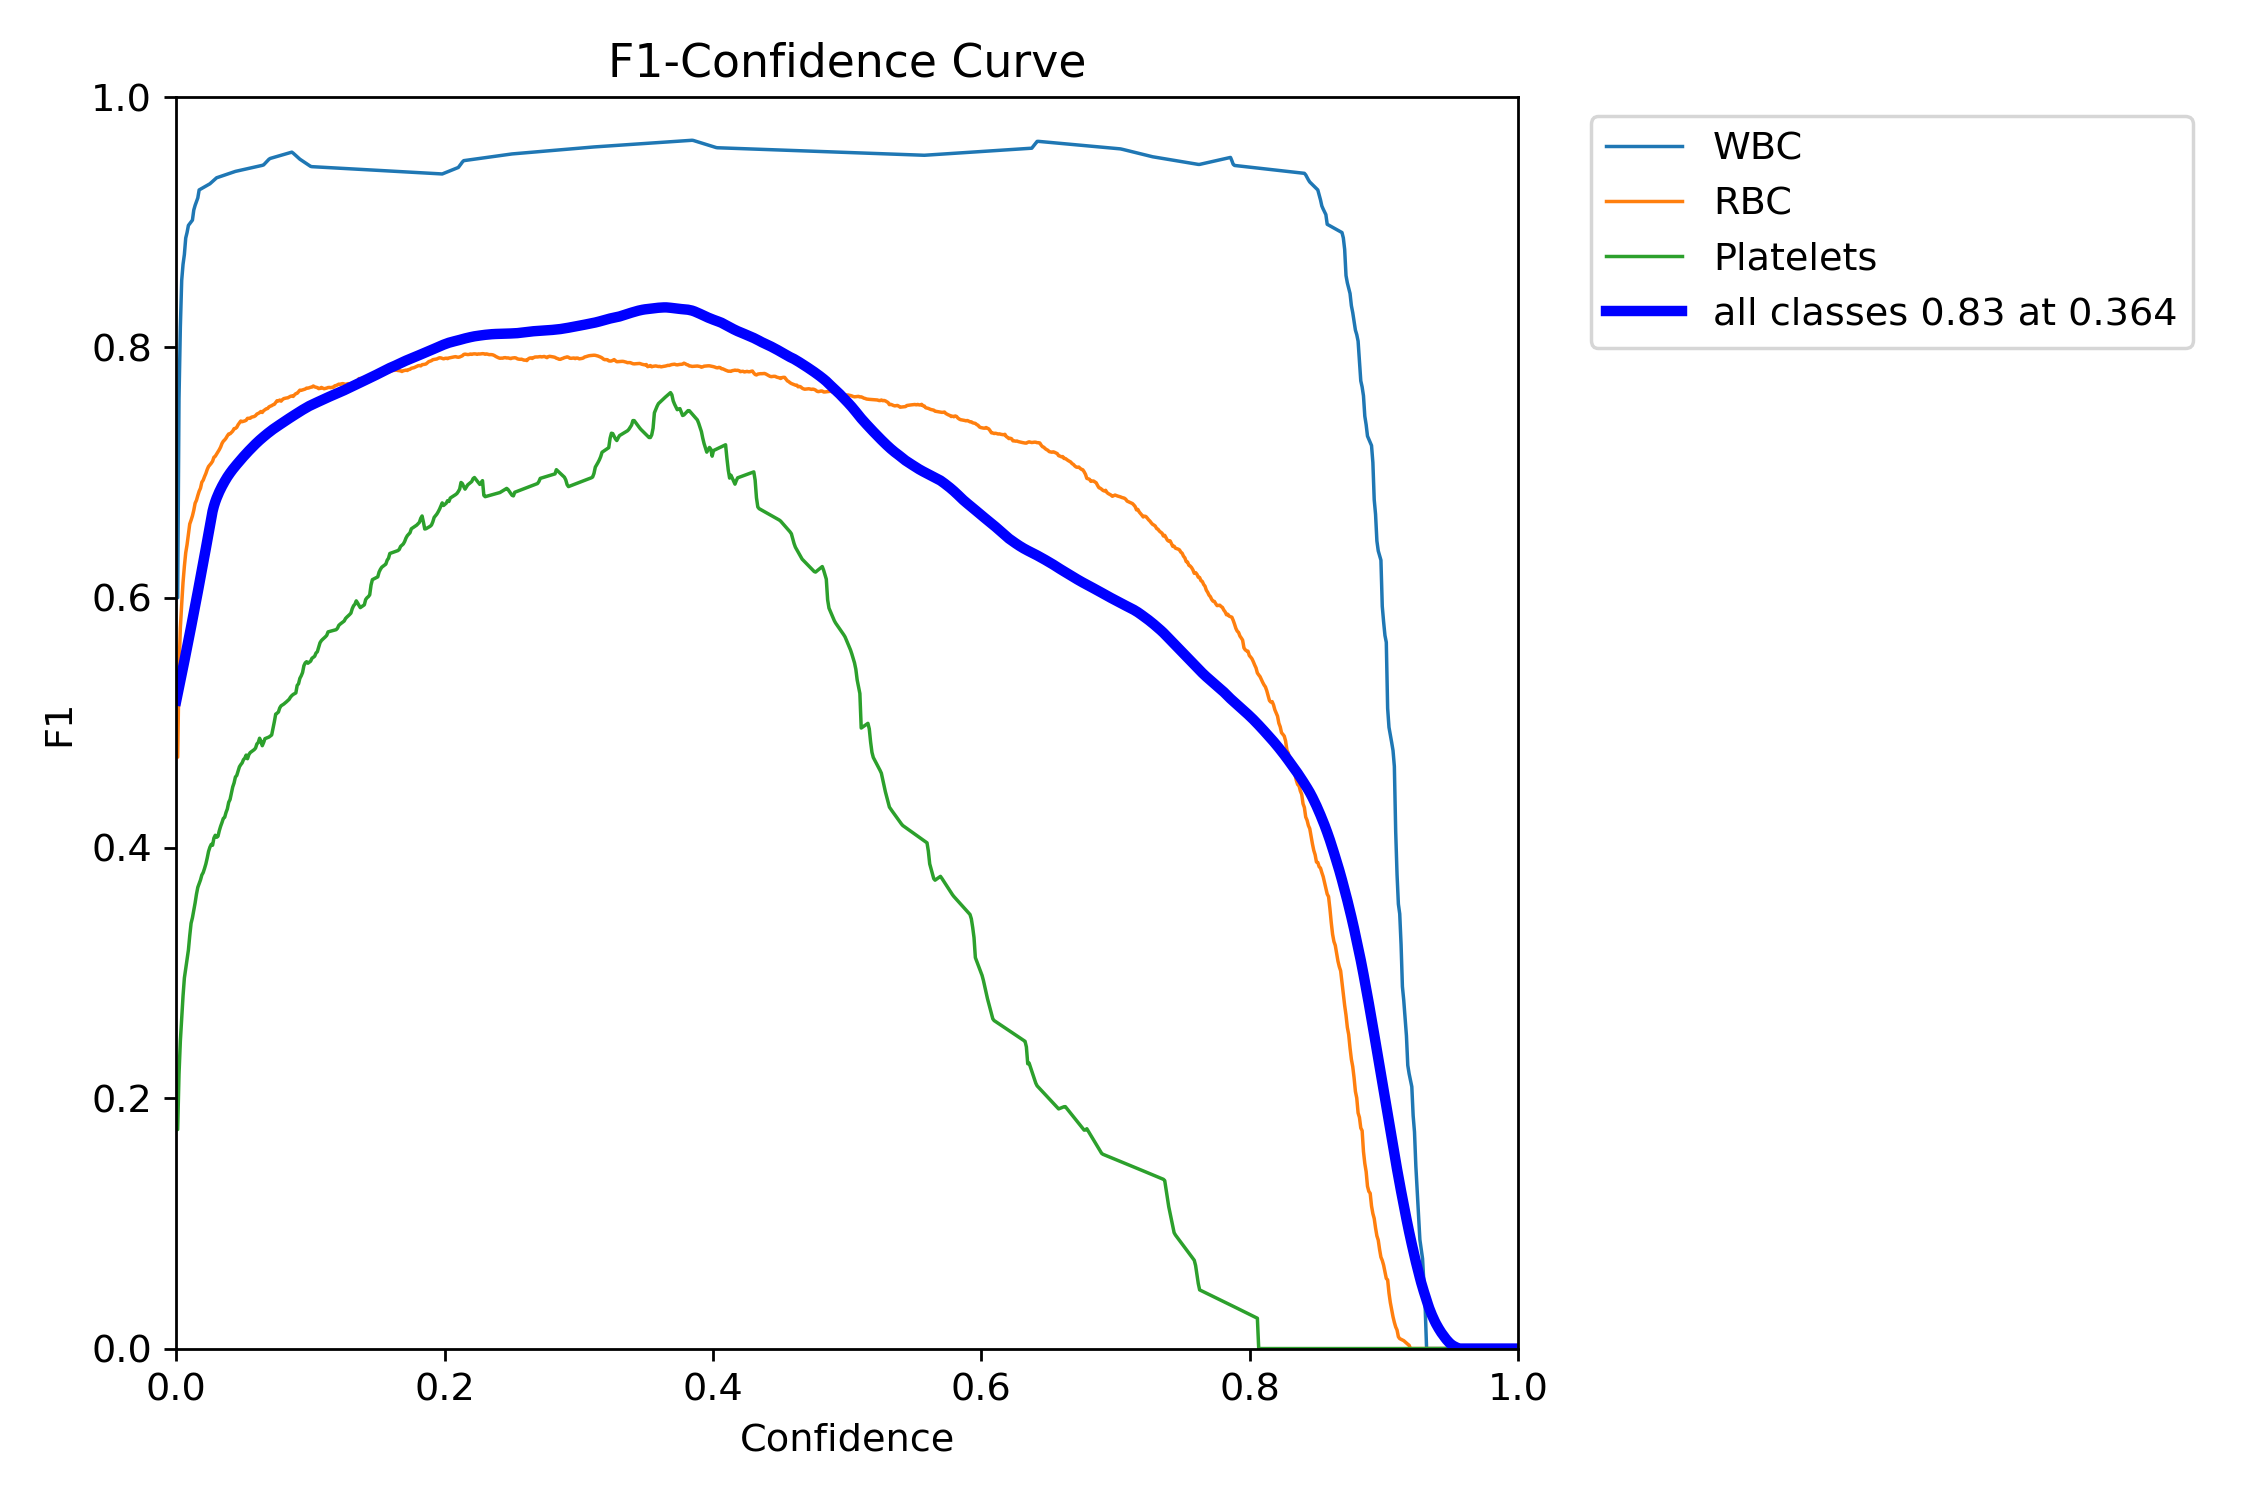 F1-Confidence Curve
1.0
0.8
0.6
0.4
0.2
0.0
F1
0.0 0.2 0.4 0.6 0.8 1.0
Confidence
WBC
RBC
Platelets
all classes 0.83 at 0.364